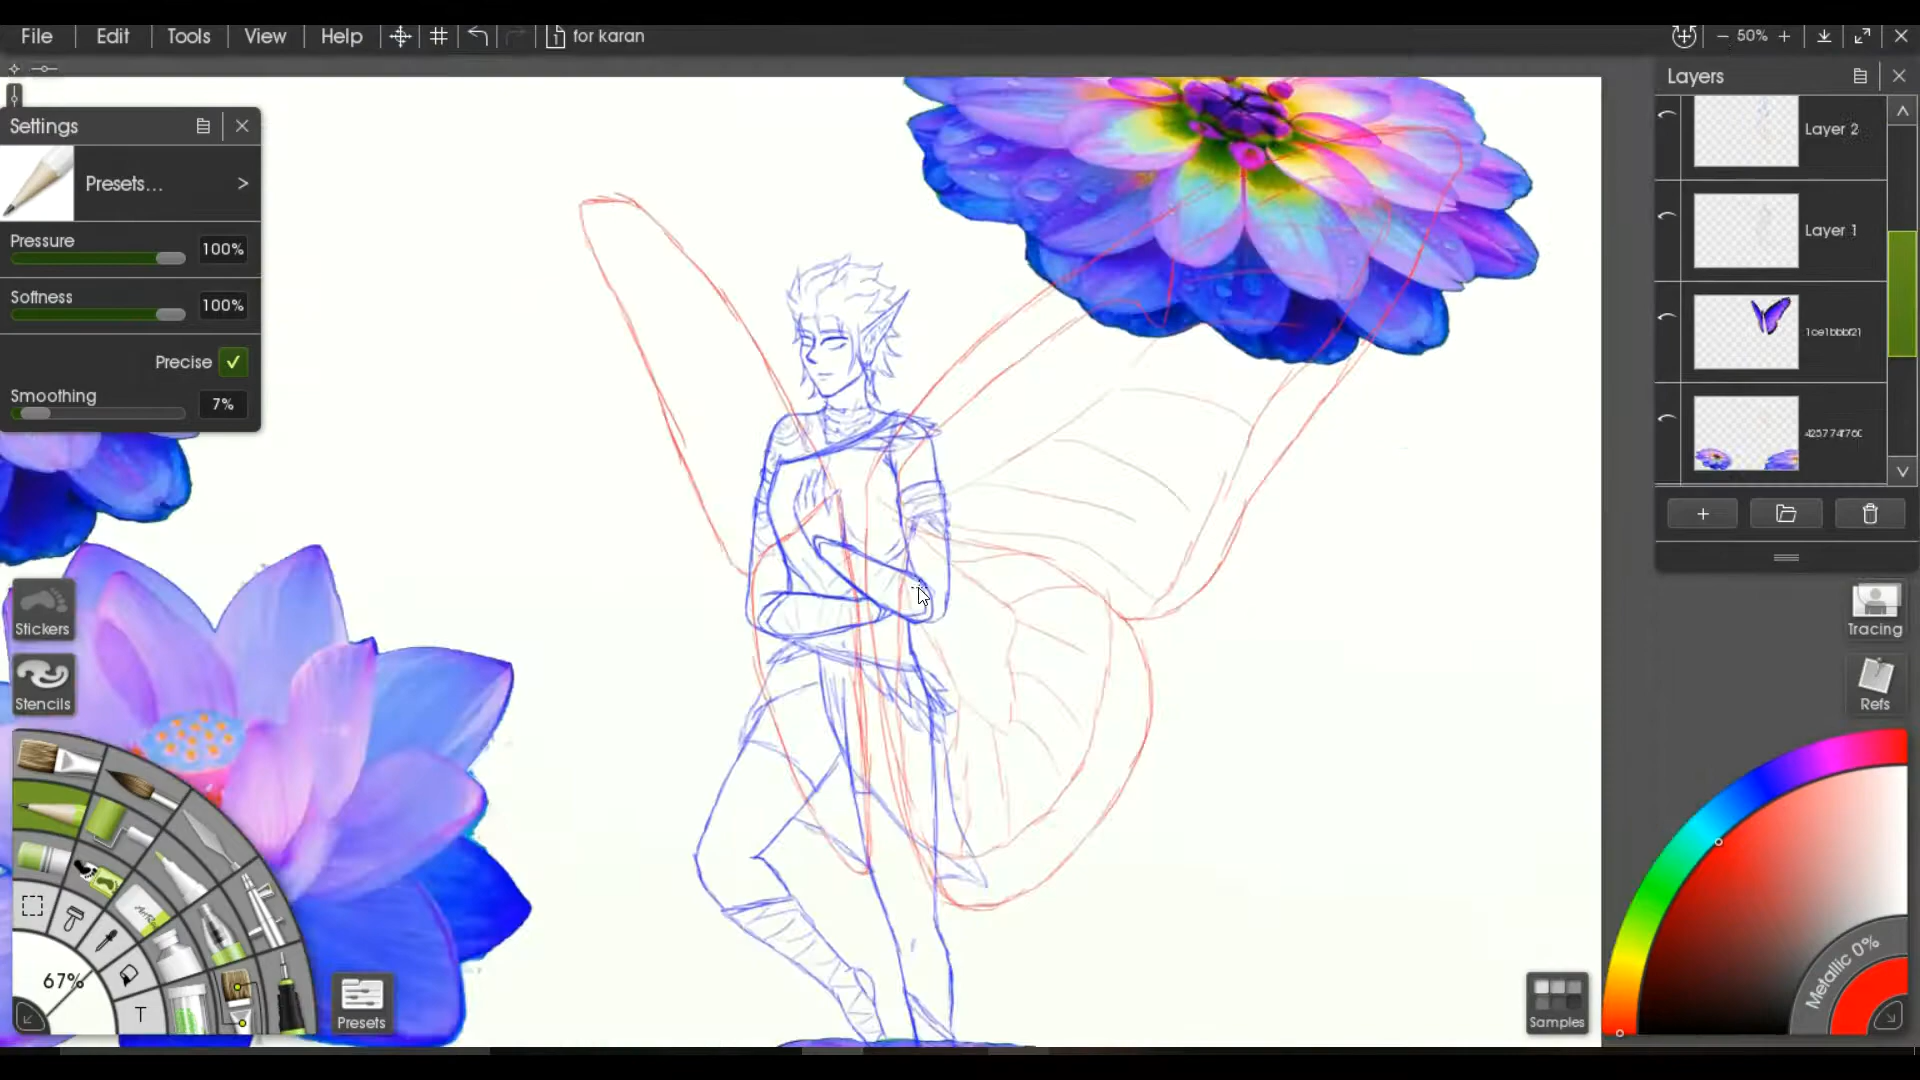 File Edit Tools View Help for karan 50%
Layers
Settings
Layer 2
Presets...
Layer 1
Pressure
100%
Softness
100%
1ce1bbbf21
Precise
Smoothing
7%
Stickers
Tracing
Stencils
Refs
67%
T
Metallic 0%
Presets
Samples